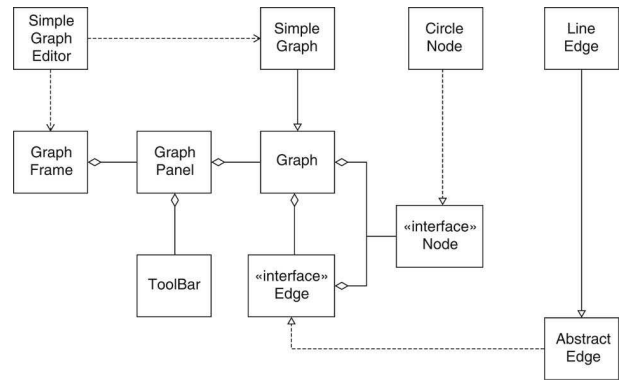 Simple
Graph
Editor
Simple
Graph
Circle
Node
Line
Edge
Graph
Frame
Graph
Panel
Graph
«interface»
Node
ToolBar
«interface»
Edge
Abstract
Edge